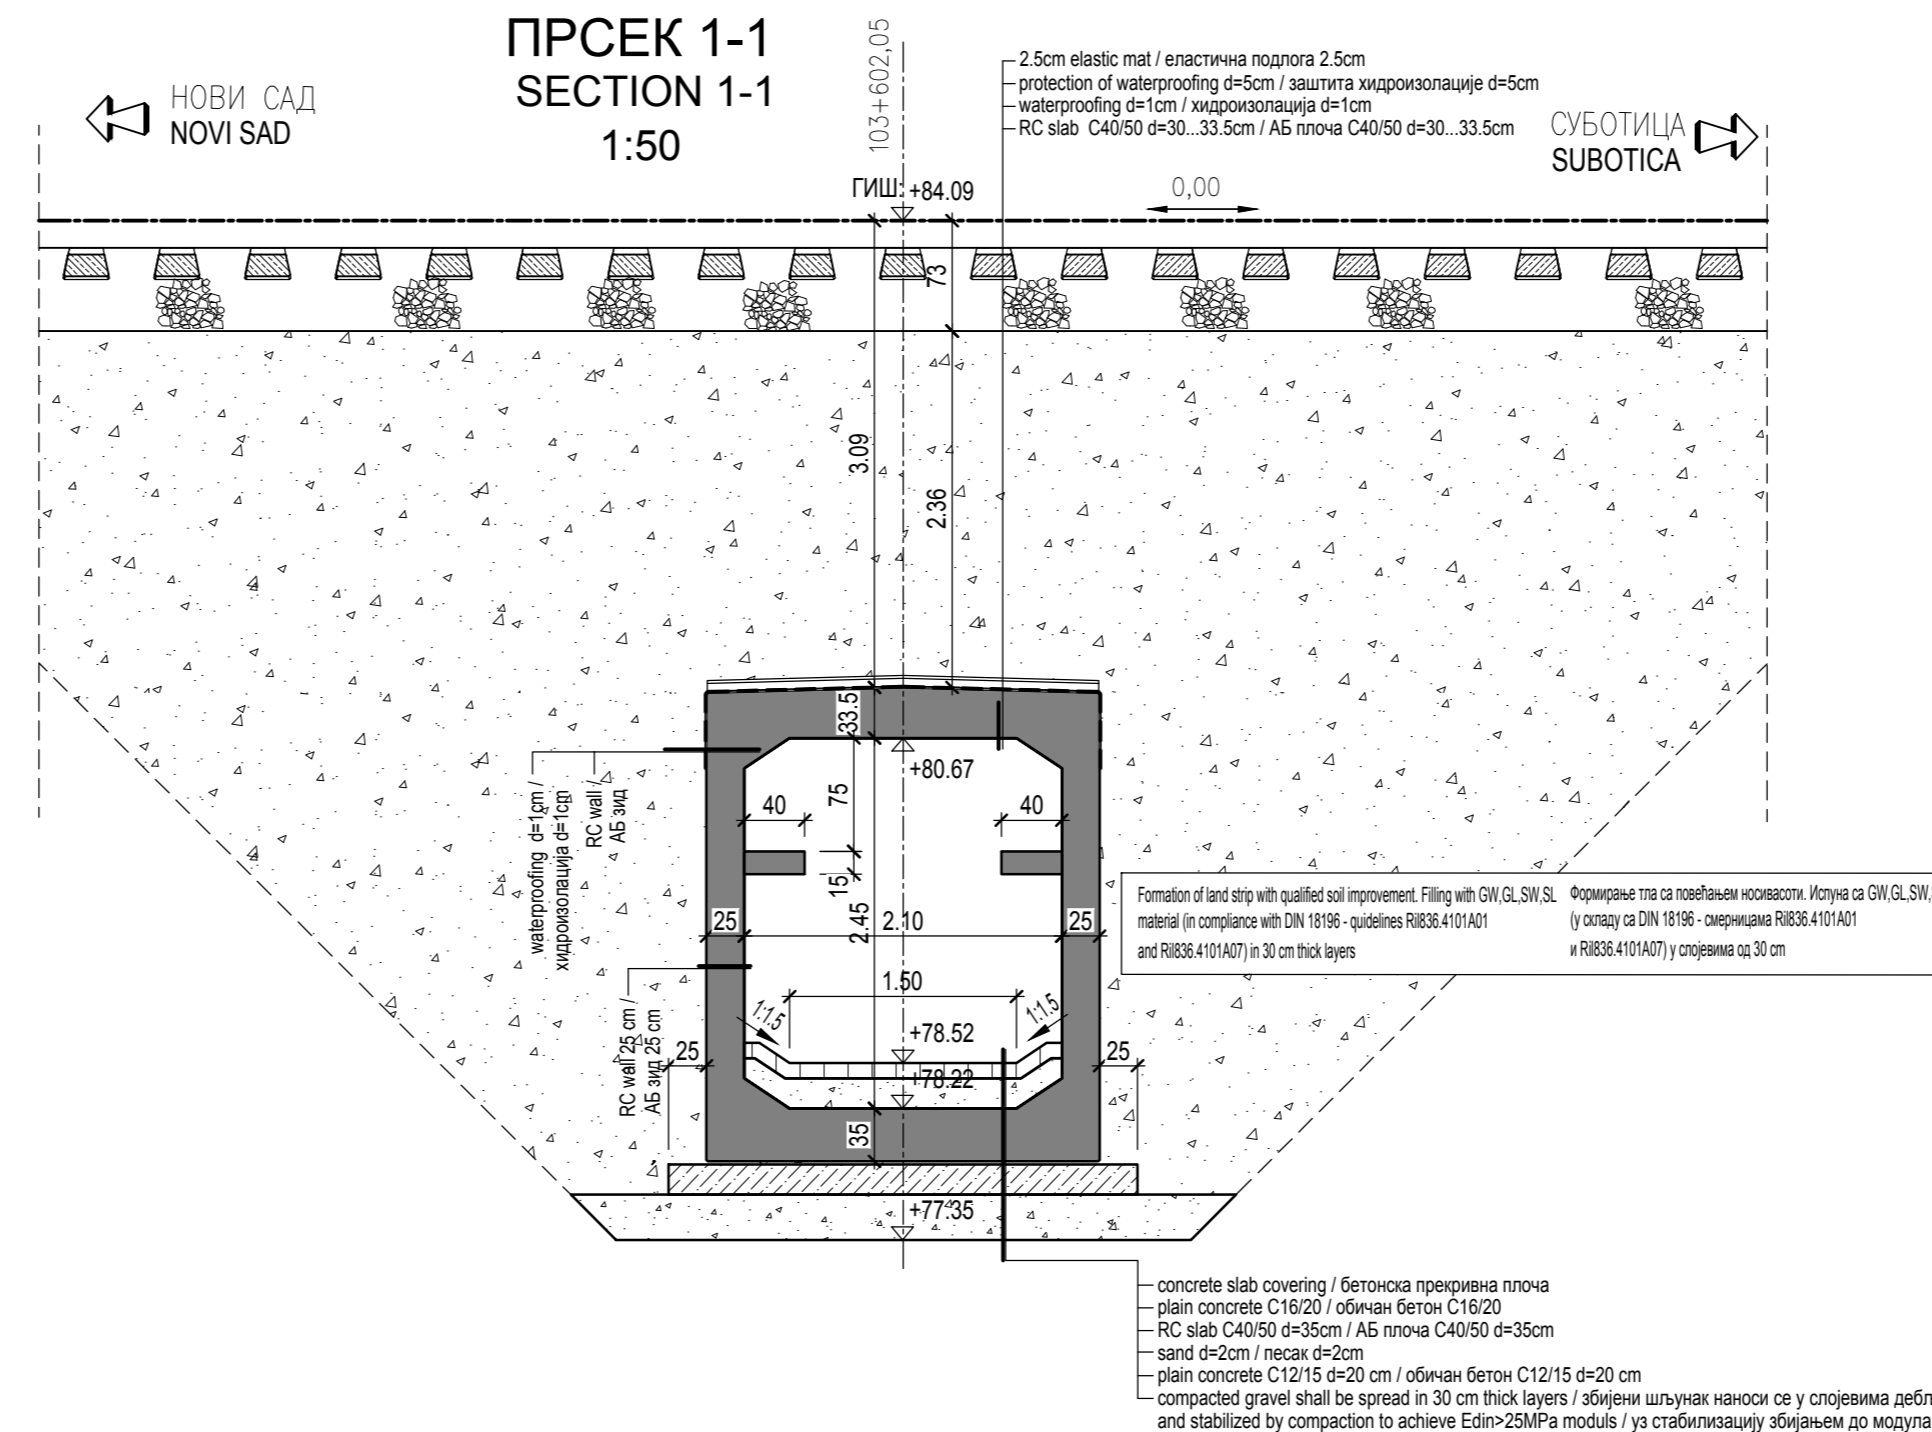 ПРСЕК 1-1
SECTION 1-1
1:50
НОВИ САД
NOVI SAD
103+602,05
2.5cm elastic mat / еластична подлога 2.5cm
protection of waterproofing d=5cm / заштита хидроизолације d=5cm
waterproofing d=1cm / хидроизолација d=1cm
RC slab C40/50 d=30...33.5cm / АБ плоча C40/50 d=30...33.5cm
СУБОТИЦА
SUBOTICA
ГИШ: +84.09
0,00
73
3.09
2.36
33.5
+80.67
40
75
40
15
2.45
25
2.10
25
waterproofing d=1cm /
хидроизолација d=1cm
RC wall /
АБ зид
Formation of land strip with qualified soil improvement. Filling with GW,GL,SW,SL
material (in compliance with DIN 18196 - quidelines Ril836.4101A01
and Ril836.4101A07) in 30 cm thick layers
Формирање тла са повећањем носивасоти. Испуна са GW,GL,SW,
(у складу са DIN 18196 - смерницама Ril836.4101A01
и Ril836.4101A07) у слојевима од 30 cm
1.50
1:1.5
1:1.5
+78.52
25
25
+78.22
RC wall 25 cm /
АБ зид 25 cm
35
+77.35
concrete slab covering / бетонска прекривна плоча
plain concrete C16/20 / обичан бетон C16/20
RC slab C40/50 d=35cm / АБ плоча C40/50 d=35cm
sand d=2cm / песак d=2cm
plain concrete C12/15 d=20 cm / обичан бетон C12/15 d=20 cm
compacted gravel shall be spread in 30 cm thick layers / збијени шљунак наноси се у слојевима дебл
and stabilized by compaction to achieve Edin>25MPa moduls / уз стабилизацију збијањем до модула